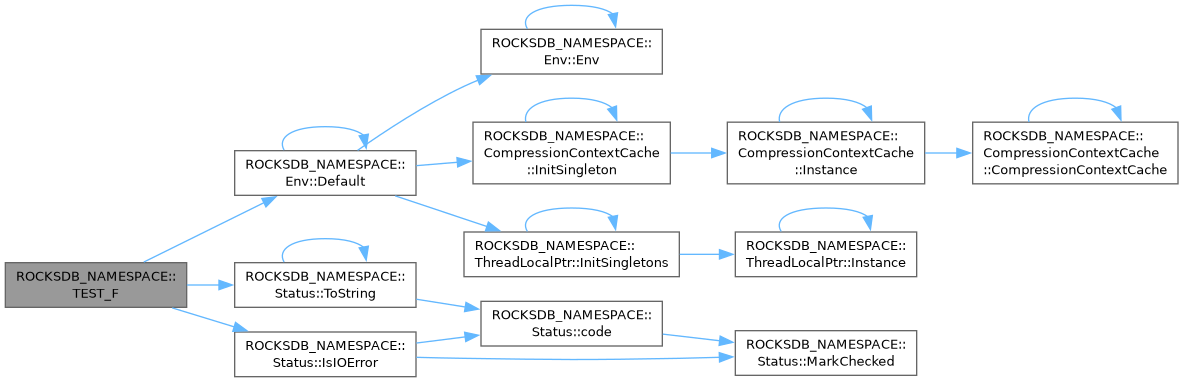 ROCKSDB_NAMESPACE::
TEST_F
ROCKSDB_NAMESPACE::
Env::Default
ROCKSDB_NAMESPACE::
Env::Env
ROCKSDB_NAMESPACE::
CompressionContextCache
::InitSingleton
ROCKSDB_NAMESPACE::
CompressionContextCache
::Instance
ROCKSDB_NAMESPACE::
CompressionContextCache
::CompressionContextCache
ROCKSDB_NAMESPACE::
ThreadLocalPtr::InitSingletons
ROCKSDB_NAMESPACE::
ThreadLocalPtr::Instance
ROCKSDB_NAMESPACE::
Status::ToString
ROCKSDB_NAMESPACE::
Status::IsIOError
ROCKSDB_NAMESPACE::
Status::code
ROCKSDB_NAMESPACE::
Status::MarkChecked